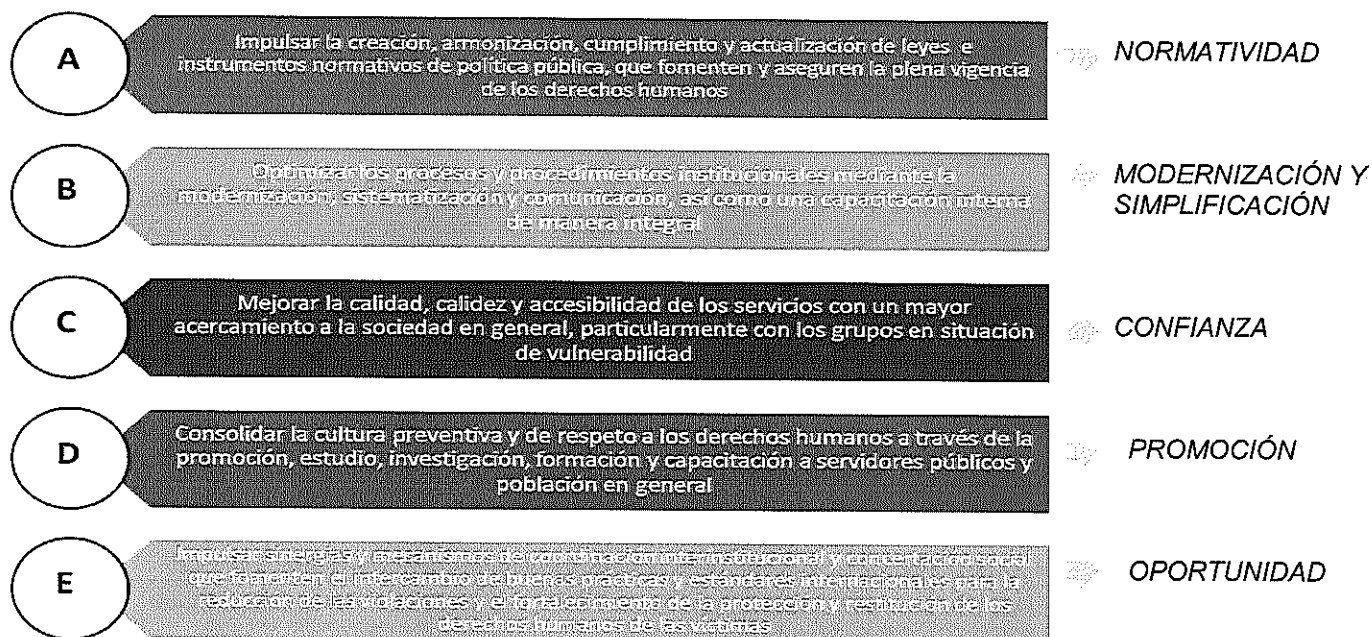 A
Impulsar la creación, armonización, cumplimiento y actualización de leyes e
instrumentos normativos de política pública, que fomenten y aseguren la plena vigencia
de los derechos humanos
NORMATIVIDAD
B
Optimizar los procesos y procedimientos institucionales mediante la
modernización, sistematización y comunicación, así como una capacitación interna
de manera integral
MODERNIZACIÓN Y
SIMPLIFICACIÓN
C
Mejorar la calidad, calidez y accesibilidad de los servicios con un mayor
acercamiento a la sociedad en general, particularmente con los grupos en situación
de vulnerabilidad
CONFIANZA
D
Consolidar la cultura preventiva y de respeto a los derechos humanos a través de la
promoción, estudio, investigación, formación y capacitación a servidores públicos y
población en general
PROMOCIÓN
E
Impulsar sinergias y mecanismos de coordinación interinstitucional y concertación social
que fomenten el intercambio de buenas prácticas y estándares internacionales para la
reducción de las violaciones y el fortalecimiento de la protección y restitución de los
derechos humanos de las víctimas
OPORTUNIDAD